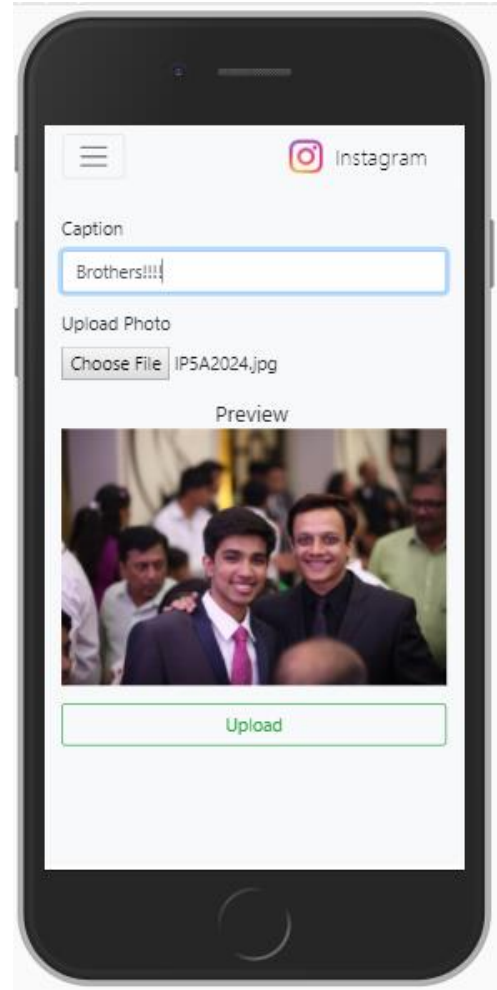 Instagram
Caption
Brothers!!!!
Upload Photo
Choose File IP5A2024.jpg
Preview
Upload